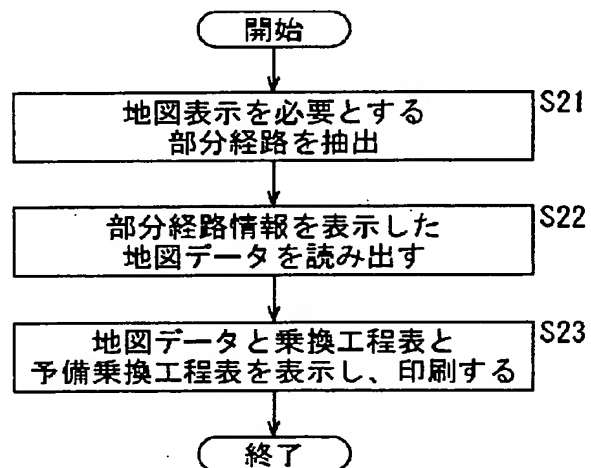 開始
地図表示を必要とする
部分経路を抽出
S21
部分経路情報を表示した
地図データを読み出す
S22
地図データと乗換工程表と
予備乗換工程表を表示し、印刷する
S23
終了